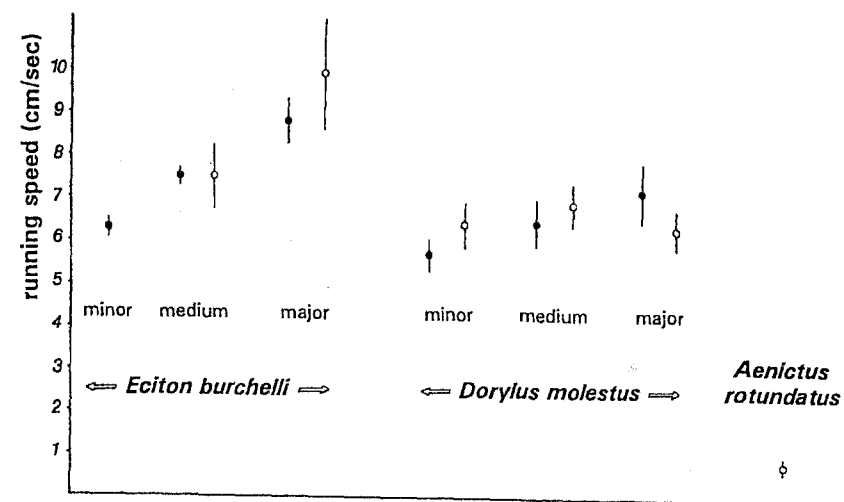 running speed (cm/sec)
10
9
8
7
6
5
4
3
2
1
minor medium major
minor medium major
⇐ Eciton burchelli ⇒
⇐ Dorylus molestus ⇒
Aenictus
rotundatus